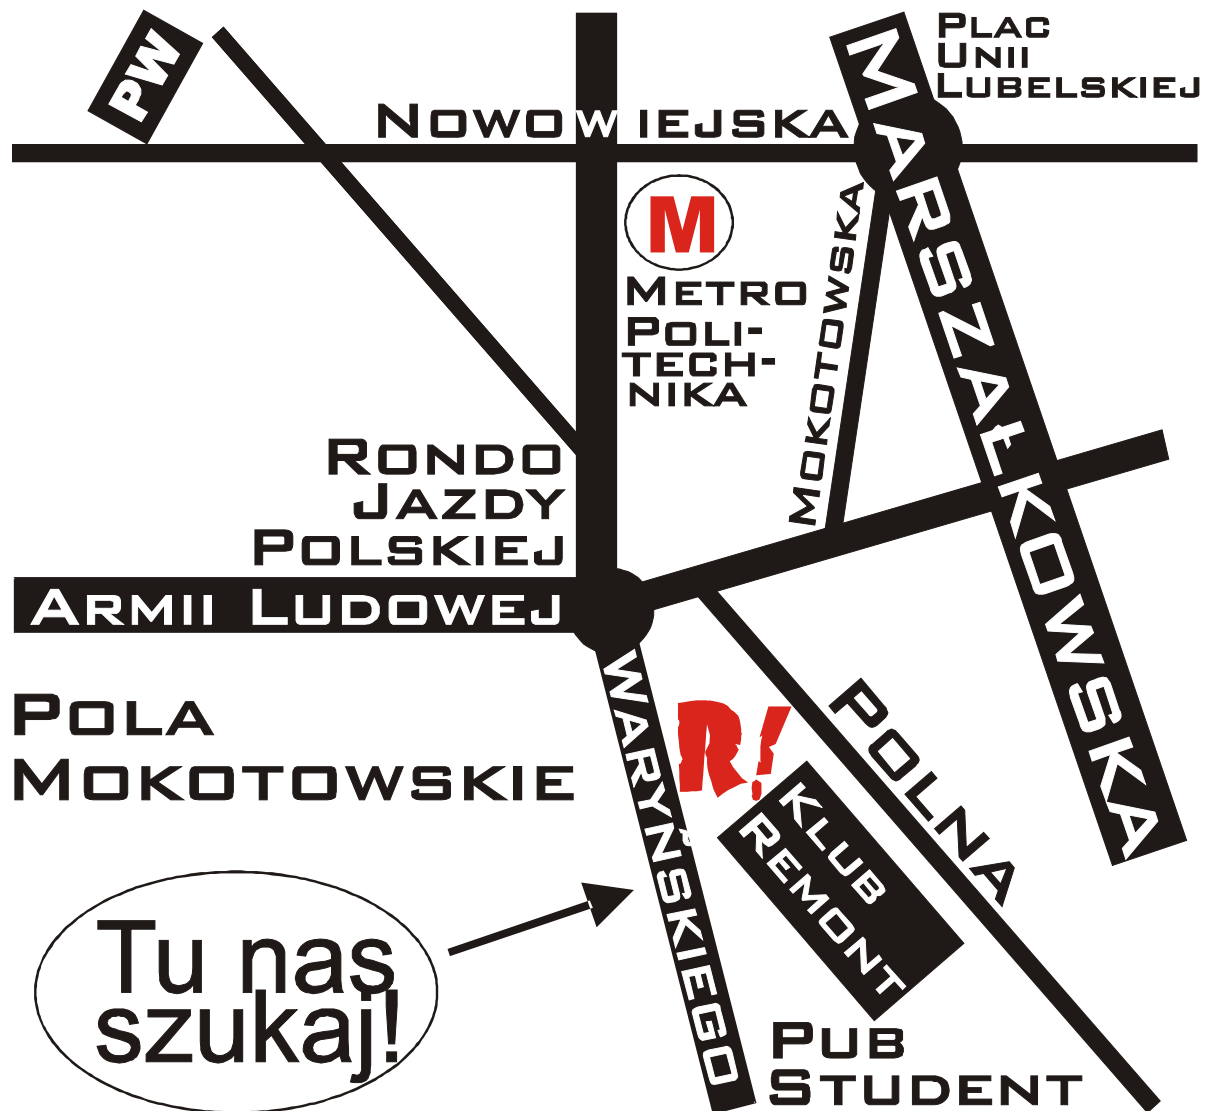 PW
PLAC
UNII
LUBELSKIEJ
NOWOWIEJSKA
MARSZAŁKOWSKA
M
METRO
POLI-
TECH-
NIKA
MOKOTOWSKA
RONDO
JAZDY
POLSKIEJ
ARMII LUDOWEJ
WARYŃSKIEGO
POLA
MOKOTOWSKIE
R!
POLNA
KLUB
REMONT
Tu nas
szukaj!
PUB
STUDENT